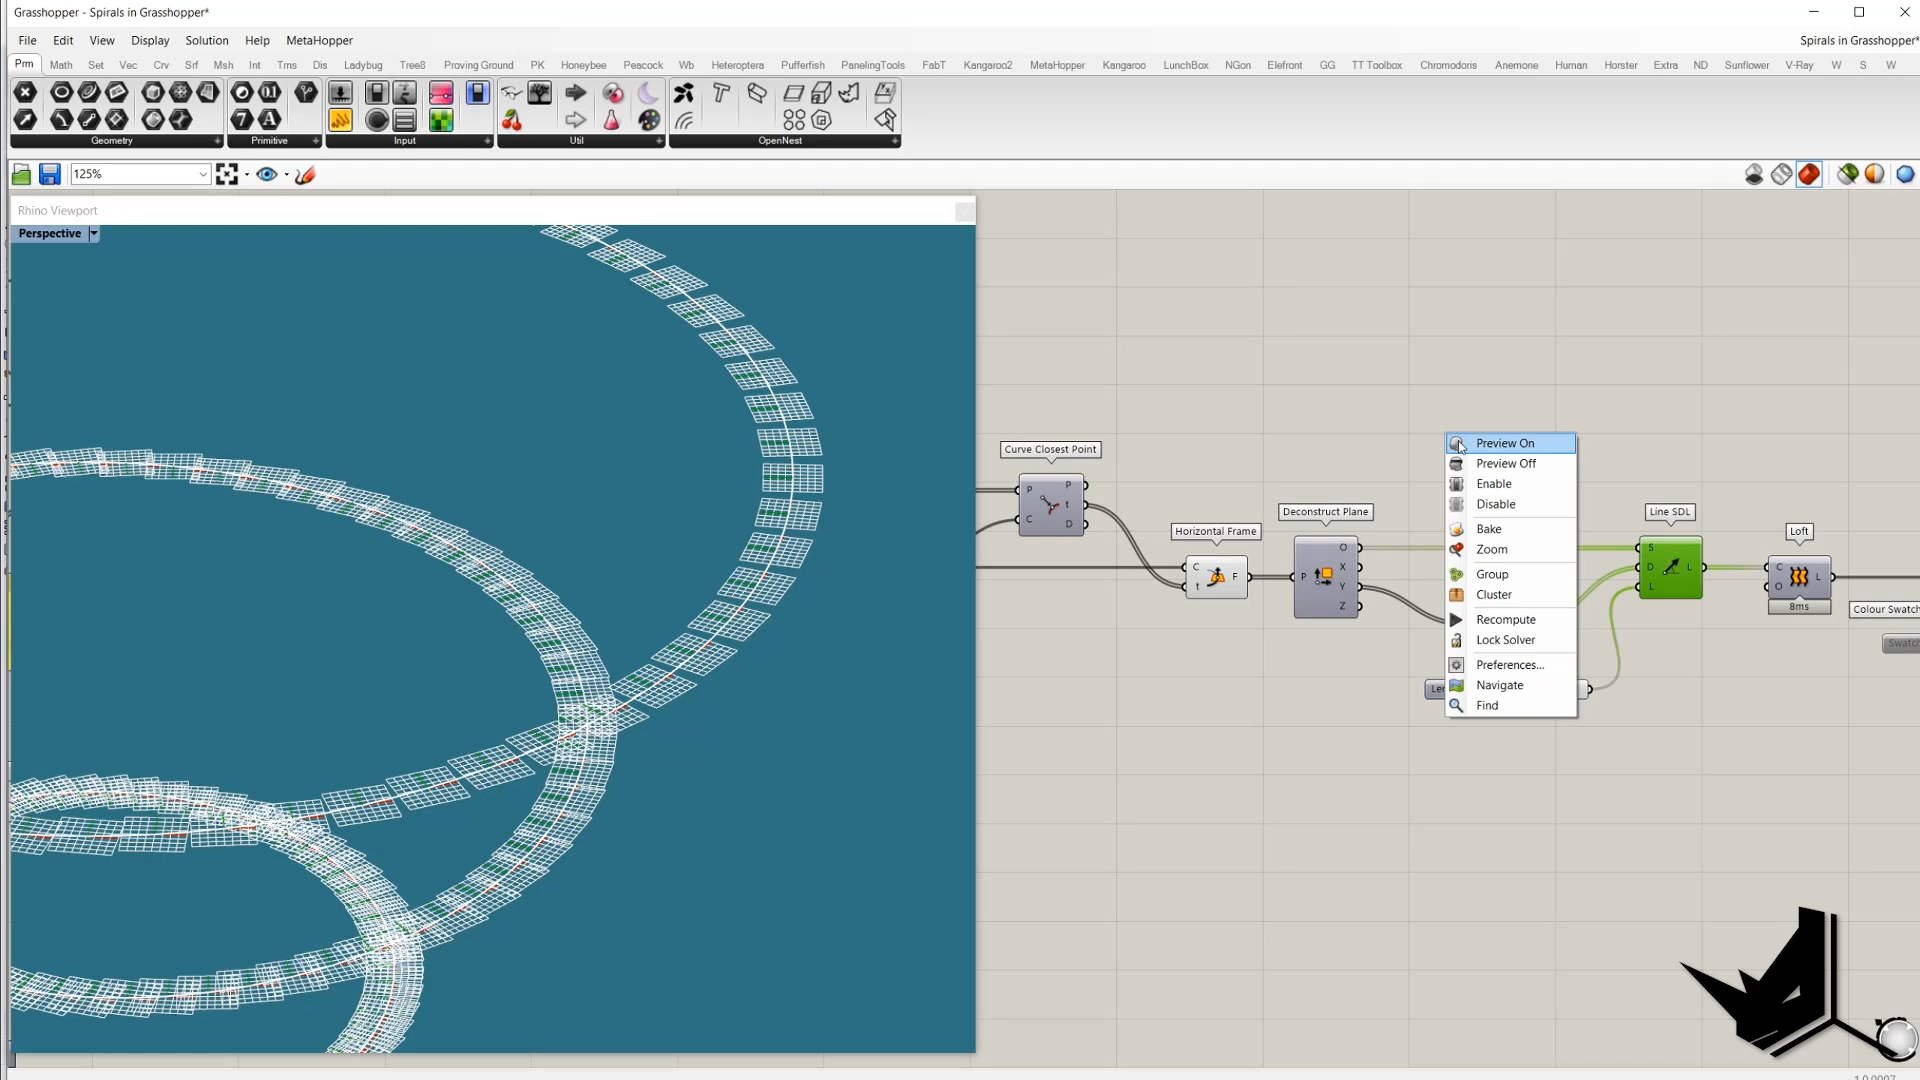 Grasshopper - Spirals in Grasshopper*
File Edit View Display Solution Help MetaHopper Spirals in Grasshopper*
Prm Math Set Vec Crv Srf Msh Int Trns Dis Ladybug Tree8 Proving Ground PK Honeybee Peacock Wb Heteroptera Pufferfish PanelingTools FabT Kangaroo2 MetaHopper Kangaroo LunchBox NGon Elefront GG TT Toolbox Chromodoris Anemone Human Horster Extra ND Sunflower V-Ray W S W
Geometry Primitive Input Util OpenNest
125%
Rhino Viewport
Perspective
Curve Closest Point
P P
t
C D
Horizontal Frame
C F
t
Deconstruct Plane
O
X
P
Y
Z
Preview On
Preview Off
Enable
Disable
Bake
Zoom
Group
Cluster
Recompute
Lock Solver
Preferences...
Navigate
Find
Line SDL
S
D L
L
Loft
C L
O
8ms
Colour Swatch
Swatch